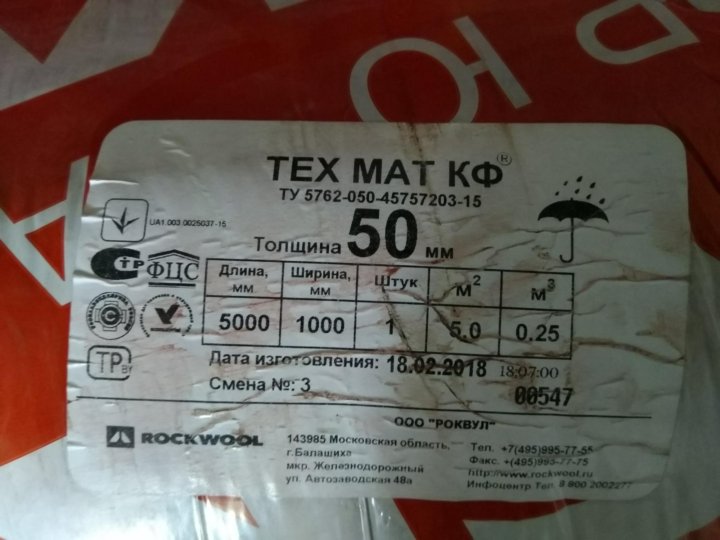 ТЕХ МАТ КФ®
ТУ 5762-050-45757203-15
UA1.003.0025037-15
Толщина 50 мм
СТР
ФЦС
Длина, мм Ширина, мм Штук м² м³
5000 1000 1 5.0 0.25
ТР BY
Дата изготовления: 18.02.2018 18:07:00
Смена №: 3 00547
ООО "РОКВУЛ"
ROCKWOOL
143985 Московская область,
г.Балашиха
мкр. Железнодорожный
ул. Автозаводская 48а
Тел. +7(495)995-77-55
Факс. +(495)995-77-75
http://www.rockwool.ru
Инфоцентр Тел. 8 800 2002277